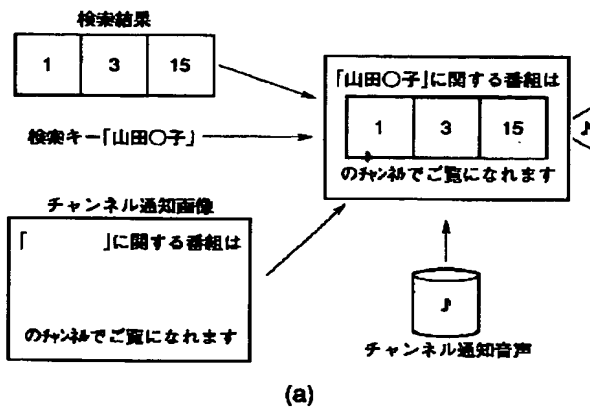 検索結果
1 3 15
検索キー「山田〇子」
チャンネル通知画像
「 」に関する番組は
のチャンネルでご覧になれます
「山田〇子」に関する番組は
1 3 15
のチャンネルでご覧になれます
♪
♪
チャンネル通知音声
(a)